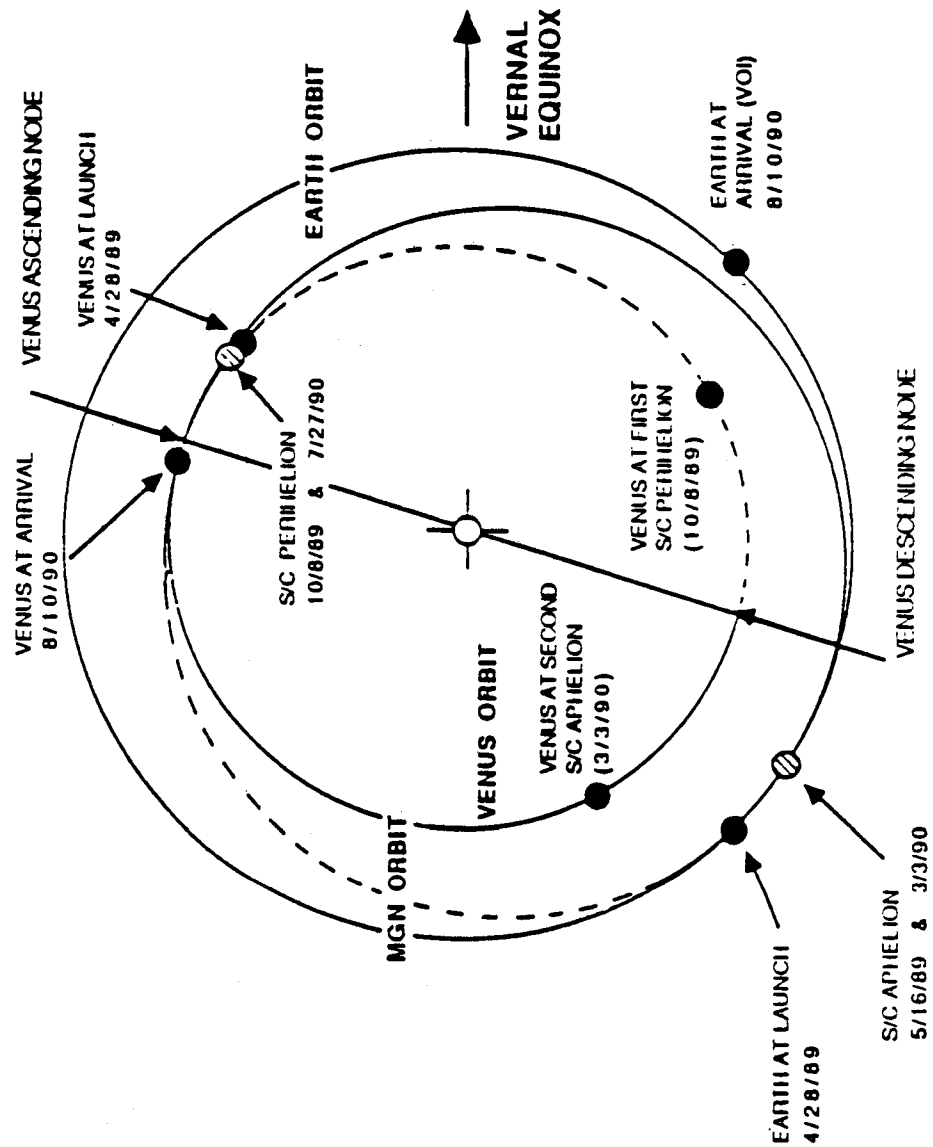 VENUS ASCENDING NODE
VENUS AT LAUNCH
4/28/89
VENUS AT ARRIVAL
8/10/90
EARTH ORBIT
VERNAL
EQUINOX
S/C PERIHELION
10/8/89 & 7/27/90
EARTH AT
ARRIVAL (VOI)
8/10/90
VENUS AT FIRST
S/C PERIHELION
(10/8/89)
VENUS AT SECOND
S/C APHELION
(3/3/90)
VENUS ORBIT
MGN ORBIT
VENUS DESCENDING NODE
EARTH AT LAUNCH
4/28/89
S/C APHELION
5/16/89 & 3/3/90